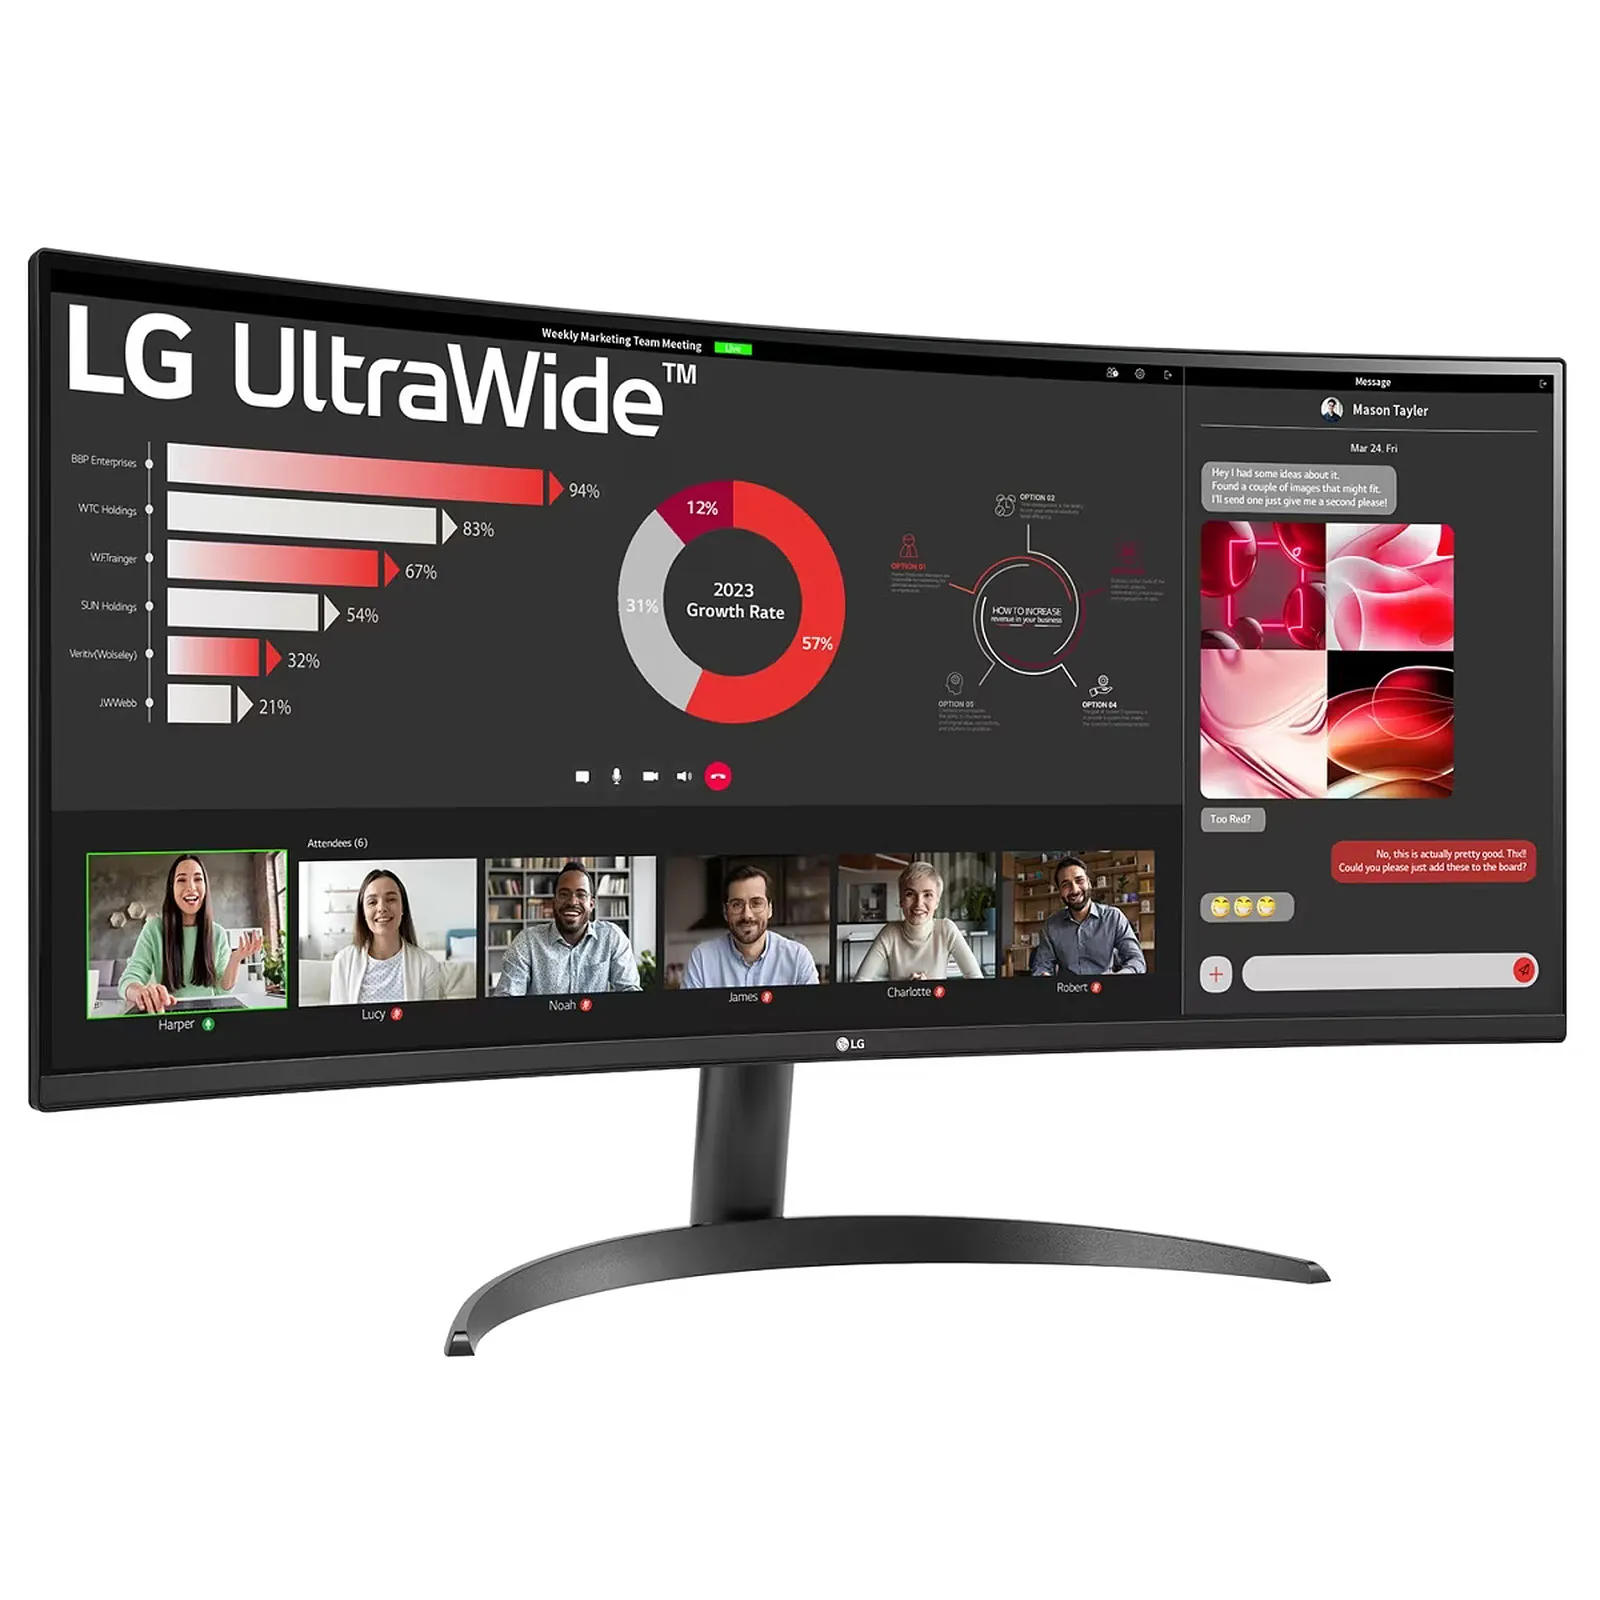 LG UltraWide™
Weekly Marketing Team Meeting
Live
BBP Enterprises
94%
WTC Holdings
83%
W.F.Trainger
67%
SUN Holdings
54%
Veritiv(Wolseley)
32%
J.W.Webb
21%
12%
31%
57%
2023
Growth Rate
OPTION 01
OPTION 02
HOW TO INCREASE
revenue in your business
OPTION 05
OPTION 04
Attendees (6)
Harper
Lucy
Noah
James
Charlotte
Robert
Message
Mason Tayler
Mar 24. Fri
Hey I had some ideas about it.
Found a couple of images that might fit.
I'll send one just give me a second please!
Too Red?
No, this is actually pretty good. Thx!!
Could you please just add these to the board?
LG